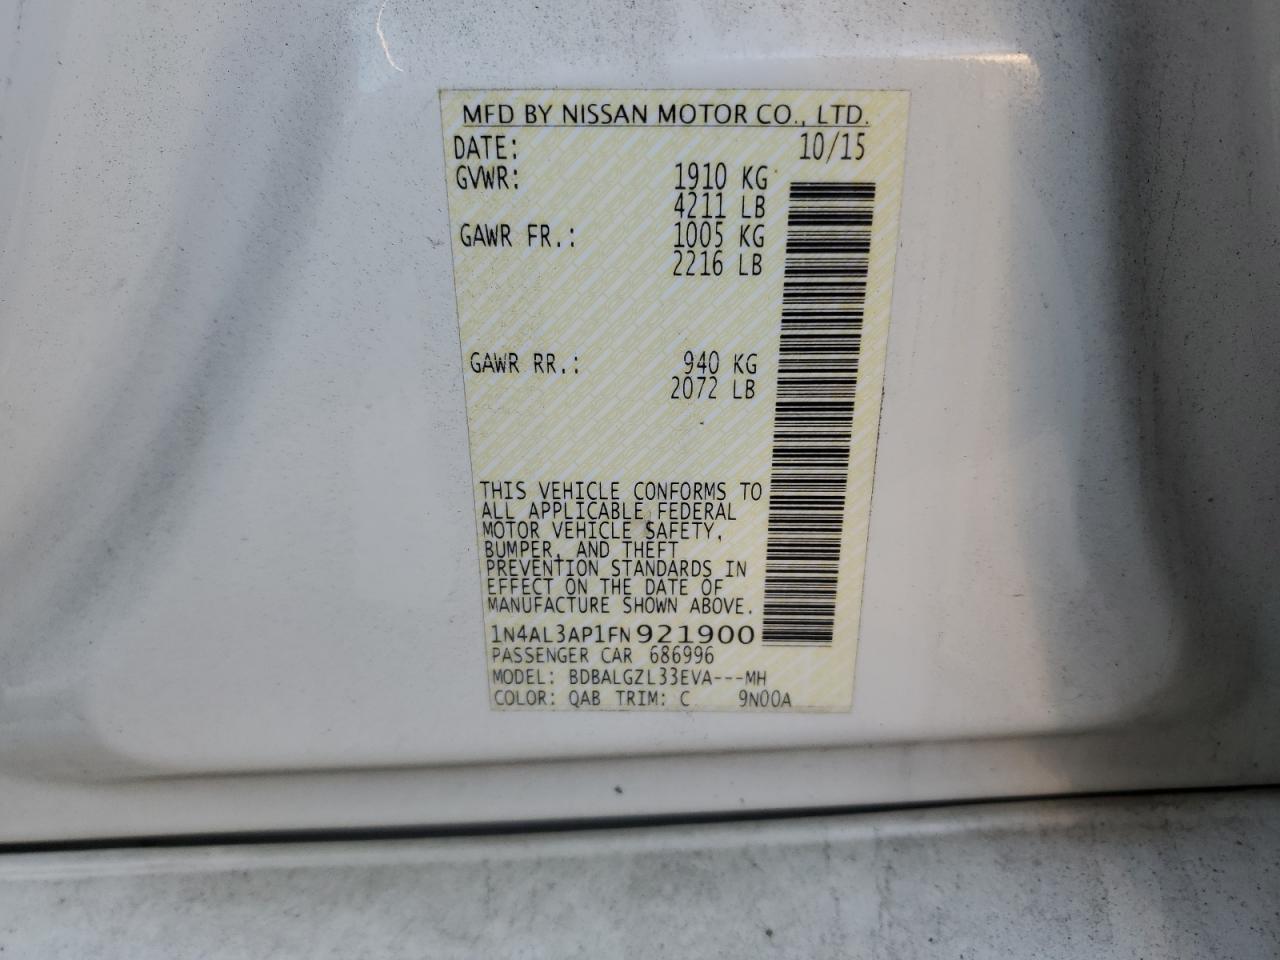 MFD BY NISSAN MOTOR CO., LTD.
DATE: 10/15
GVWR: 1910 KG
4211 LB
GAWR FR.: 1005 KG
2216 LB
GAWR RR.: 940 KG
2072 LB
THIS VEHICLE CONFORMS TO
ALL APPLICABLE FEDERAL
MOTOR VEHICLE SAFETY,
BUMPER, AND THEFT
PREVENTION STANDARDS IN
EFFECT ON THE DATE OF
MANUFACTURE SHOWN ABOVE.
1N4AL3AP1FN921900
PASSENGER CAR 686996
MODEL: BDBALGZL33EVA---MH
COLOR: QAB TRIM: C 9N00A